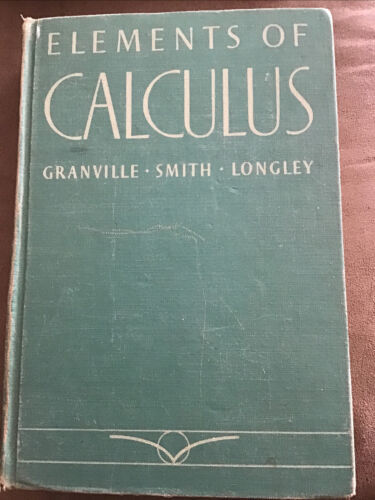 ELEMENTS OF
CALCULUS
GRANVILLE · SMITH · LONGLEY